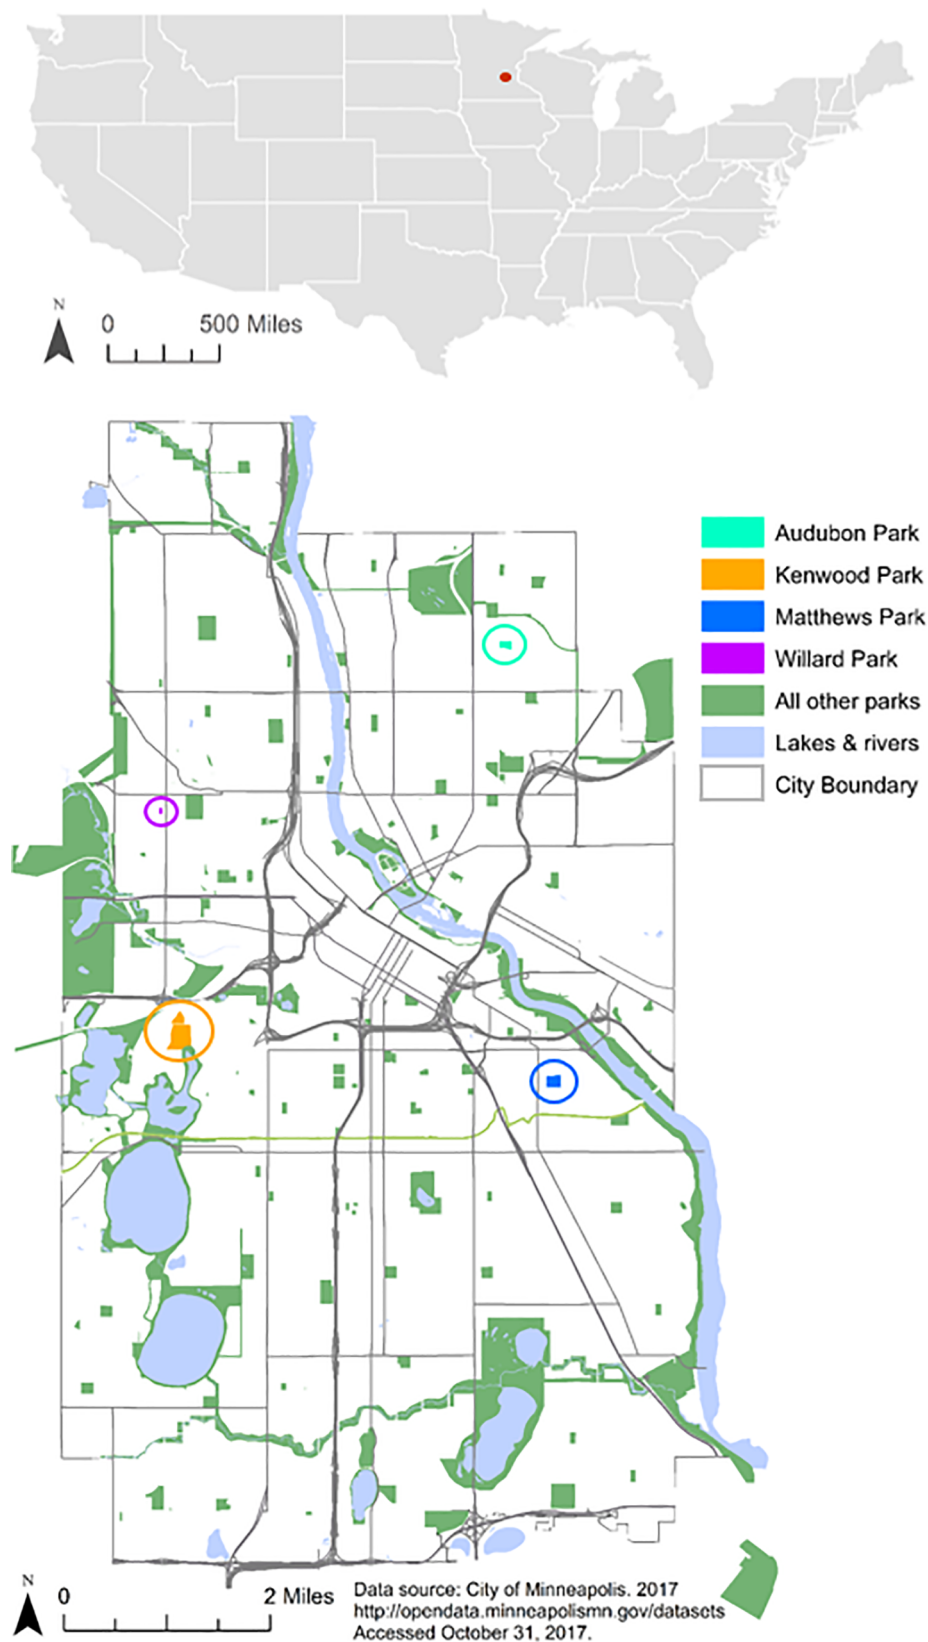 N
0 500 Miles
Audubon Park
Kenwood Park
Matthews Park
Willard Park
All other parks
Lakes & rivers
City Boundary
N
0 2 Miles
Data source: City of Minneapolis. 2017
http://opendata.minneapolismn.gov/datasets
Accessed October 31, 2017.